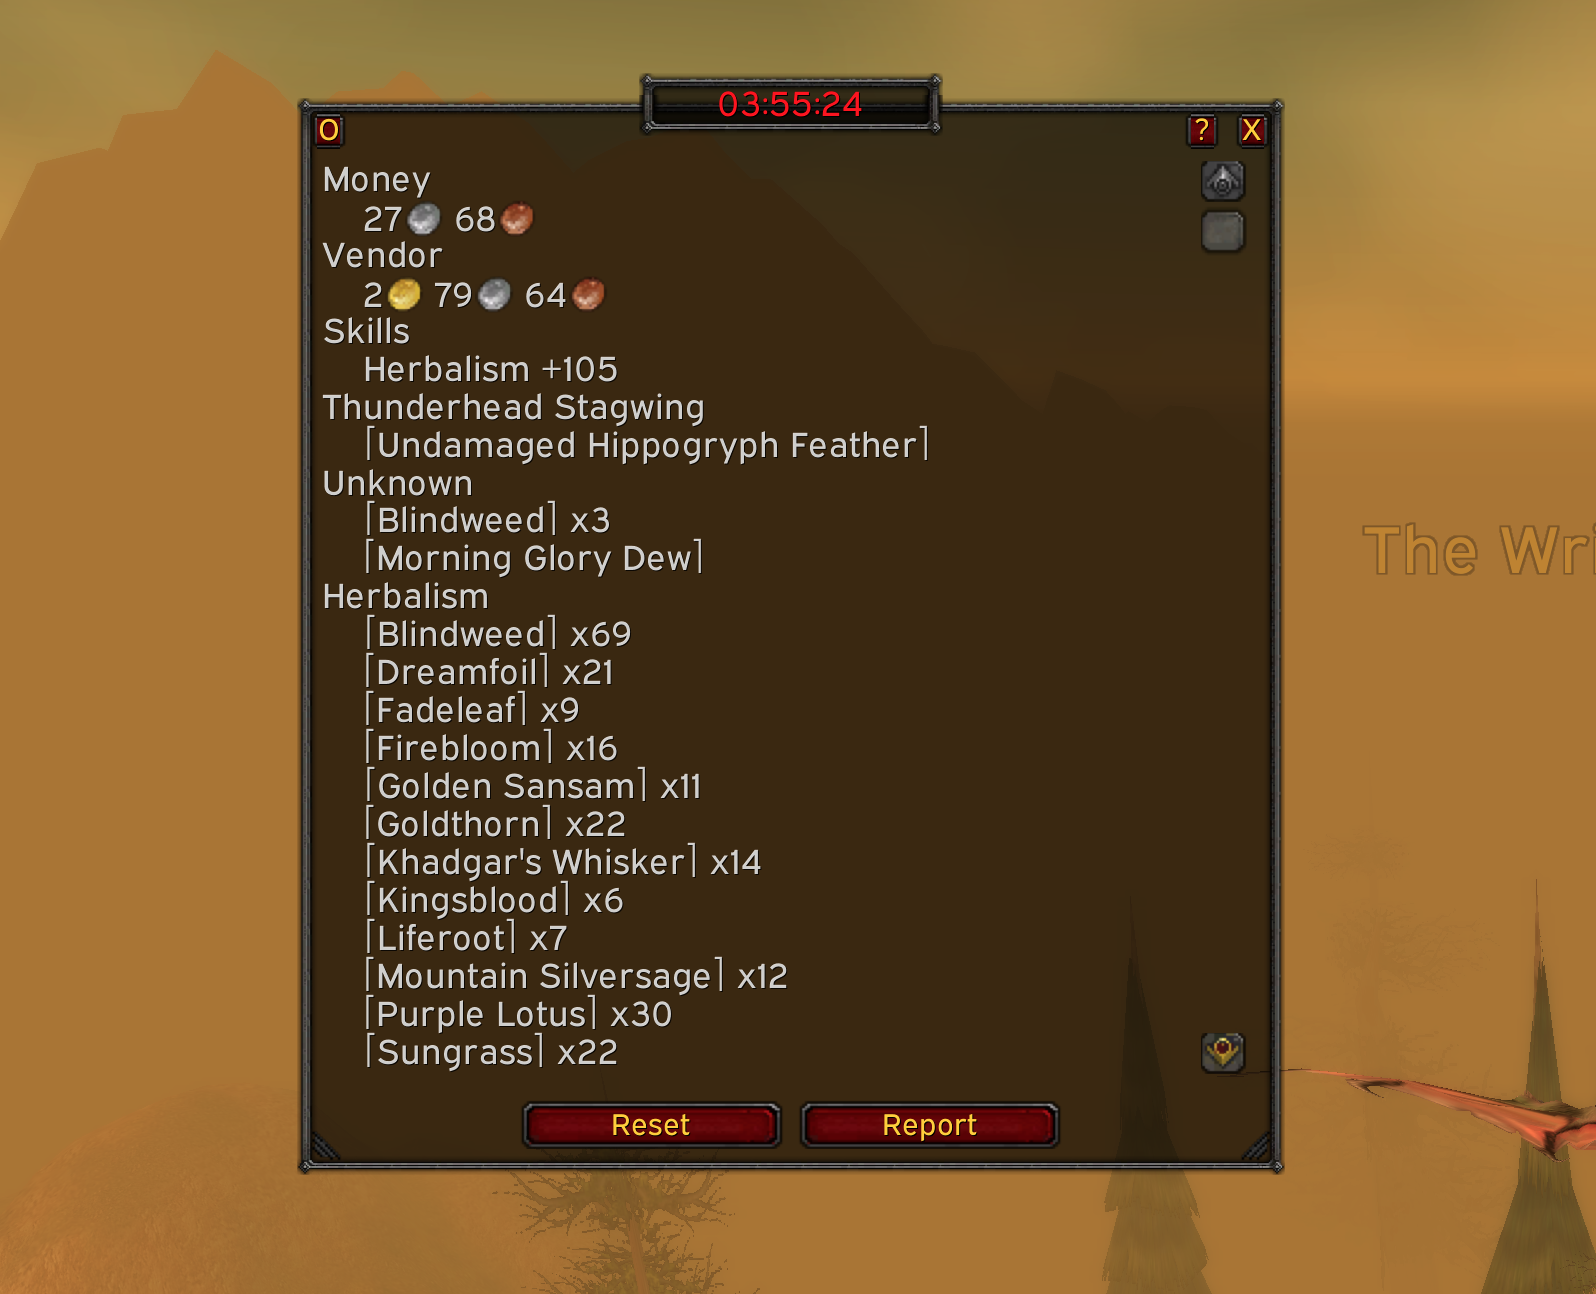 03:55:24
O ? X
Money
27 68
Vendor
2 79 64
Skills
Herbalism +105
Thunderhead Stagwing
[Undamaged Hippogryph Feather]
Unknown
[Blindweed] x3
[Morning Glory Dew]
Herbalism
[Blindweed] x69
[Dreamfoil] x21
[Fadeleaf] x9
[Firebloom] x16
[Golden Sansam] x11
[Goldthorn] x22
[Khadgar's Whisker] x14
[Kingsblood] x6
[Liferoot] x7
[Mountain Silversage] x12
[Purple Lotus] x30
[Sungrass] x22
Reset Report
The